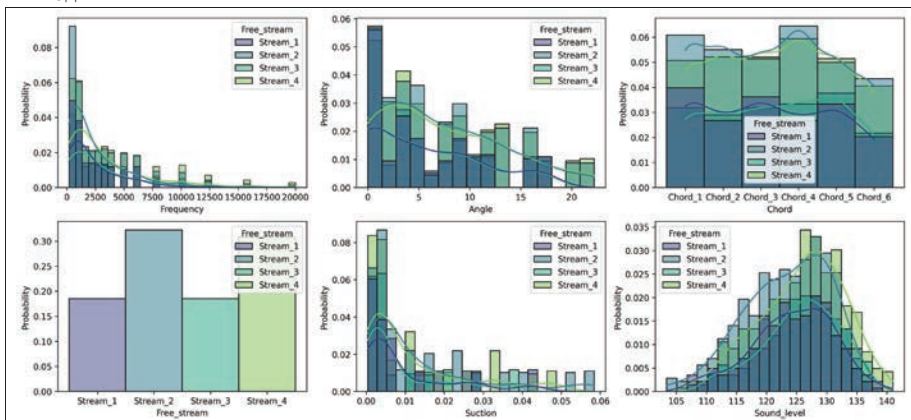 Free_stream
Stream_1
Stream_2
Stream_3
Stream_4
Probability
0.08
0.06
0.04
0.02
0.00
0 2500 5000 7500 10000 12500 15000 17500 20000
Frequency
Free_stream
Stream_1
Stream_2
Stream_3
Stream_4
Probability
0.06
0.05
0.04
0.03
0.02
0.01
0.00
0 5 10 15 20
Angle
Free_stream
Stream_1
Stream_2
Stream_3
Stream_4
Probability
0.06
0.05
0.04
0.03
0.02
0.01
0.00
Chord_1 Chord_2 Chord_3 Chord_4 Chord_5 Chord_6
Chord
Free_stream
Stream_1
Stream_2
Stream_3
Stream_4
Probability
0.30
0.25
0.20
0.15
0.10
0.05
0.00
Stream_1 Stream_2 Stream_3 Stream_4
Free_stream
Free_stream
Stream_1
Stream_2
Stream_3
Stream_4
Probability
0.08
0.06
0.04
0.02
0.00
0.00 0.01 0.02 0.03 0.04 0.05 0.06
Suction
Free_stream
Stream_1
Stream_2
Stream_3
Stream_4
Probability
0.035
0.030
0.025
0.020
0.015
0.010
0.005
0.000
105 110 115 120 125 130 135 140
Sound_level